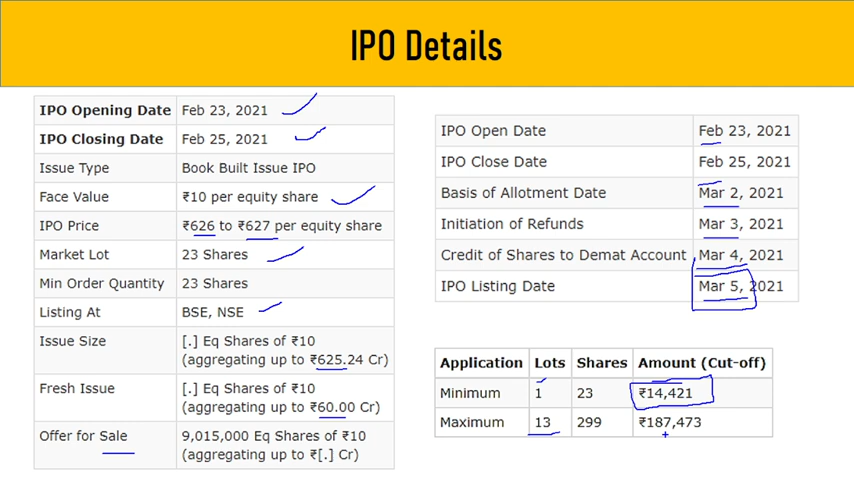 IPO Details
IPO Opening Date Feb 23, 2021
IPO Closing Date Feb 25, 2021
Issue Type Book Built Issue IPO
Face Value ₹10 per equity share
IPO Price ₹626 to ₹627 per equity share
Market Lot 23 Shares
Min Order Quantity 23 Shares
Listing At BSE, NSE
Issue Size [.] Eq Shares of ₹10
(aggregating up to ₹625.24 Cr)
Fresh Issue [.] Eq Shares of ₹10
(aggregating up to ₹60.00 Cr)
Offer for Sale 9,015,000 Eq Shares of ₹10
(aggregating up to ₹[.] Cr)
IPO Open Date Feb 23, 2021
IPO Close Date Feb 25, 2021
Basis of Allotment Date Mar 2, 2021
Initiation of Refunds Mar 3, 2021
Credit of Shares to Demat Account Mar 4, 2021
IPO Listing Date Mar 5, 2021
Application Lots Shares Amount (Cut-off)
Minimum 1 23 ₹14,421
Maximum 13 299 ₹187,473